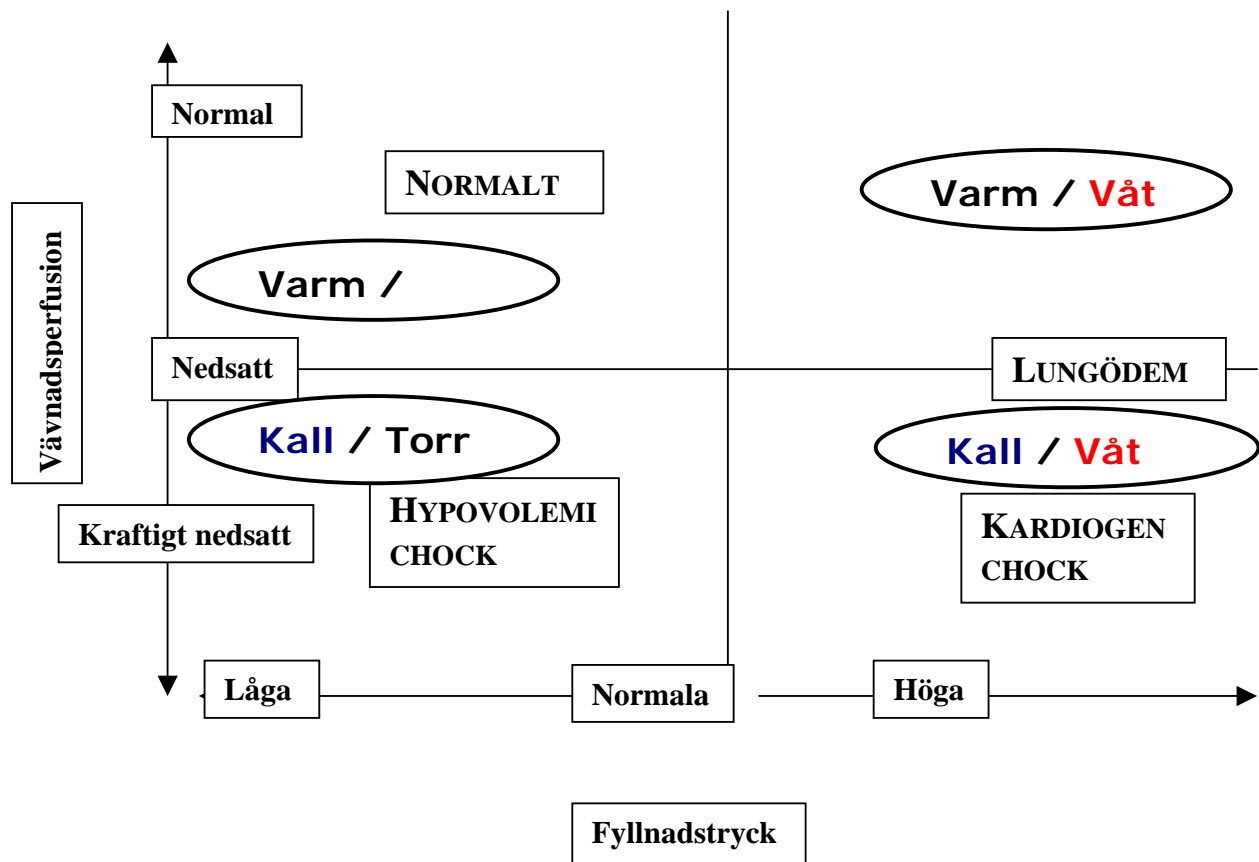 Normal
NORMALT
Varm / Våt
Vävnadsperfusion
Varm /
Nedsatt
LUNGÖDEM
Kall / Torr
Kall / Våt
HYPOVOLEMI
CHOCK
Kraftigt nedsatt
KARDIOGEN
CHOCK
Låga
Normala
Höga
Fyllnadstryck